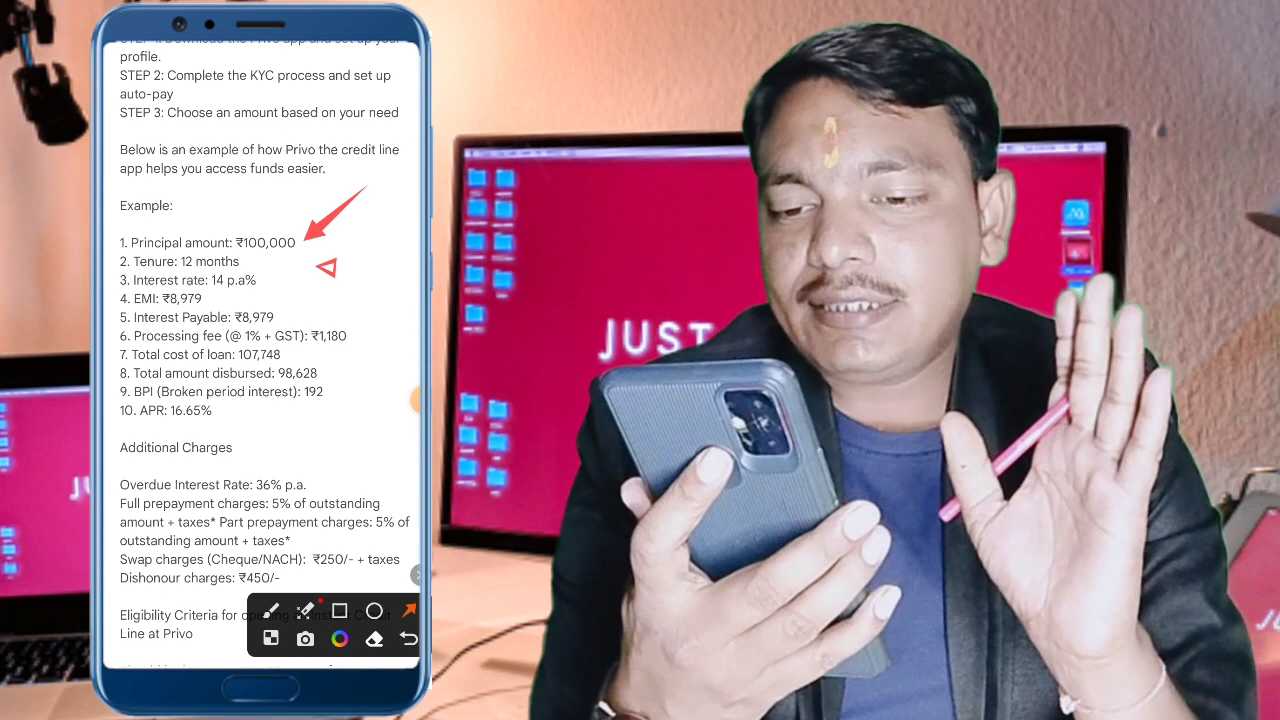 profile.
STEP 2: Complete the KYC process and set up
auto-pay
STEP 3: Choose an amount based on your need
Below is an example of how Privo the credit line
app helps you access funds easier.
Example:
1. Principal amount: ₹100,000
2. Tenure: 12 months
3. Interest rate: 14 p.a%
4. EMI: ₹8,979
5. Intrest Payable: ₹8,979
6. Processing fee (@ 1% + GST): ₹1,180
7. Total cost of loan: 107,748
8. Total amount disbursed: 98,628
9. BPI (Broken period interest): 192
10. APR: 16.65%
Additional Charges
Overdue Interest Rate: 36% p.a.
Full prepayment charges: 5% of outstanding
amount + taxes* Part prepayment charges: 5% of
outstanding amount + taxes*
Swap charges (Cheque/NACH): ₹250/- + taxes
Dishonour charges: ₹450/-
Eligibility Criteria for
Line at Privo
JUST